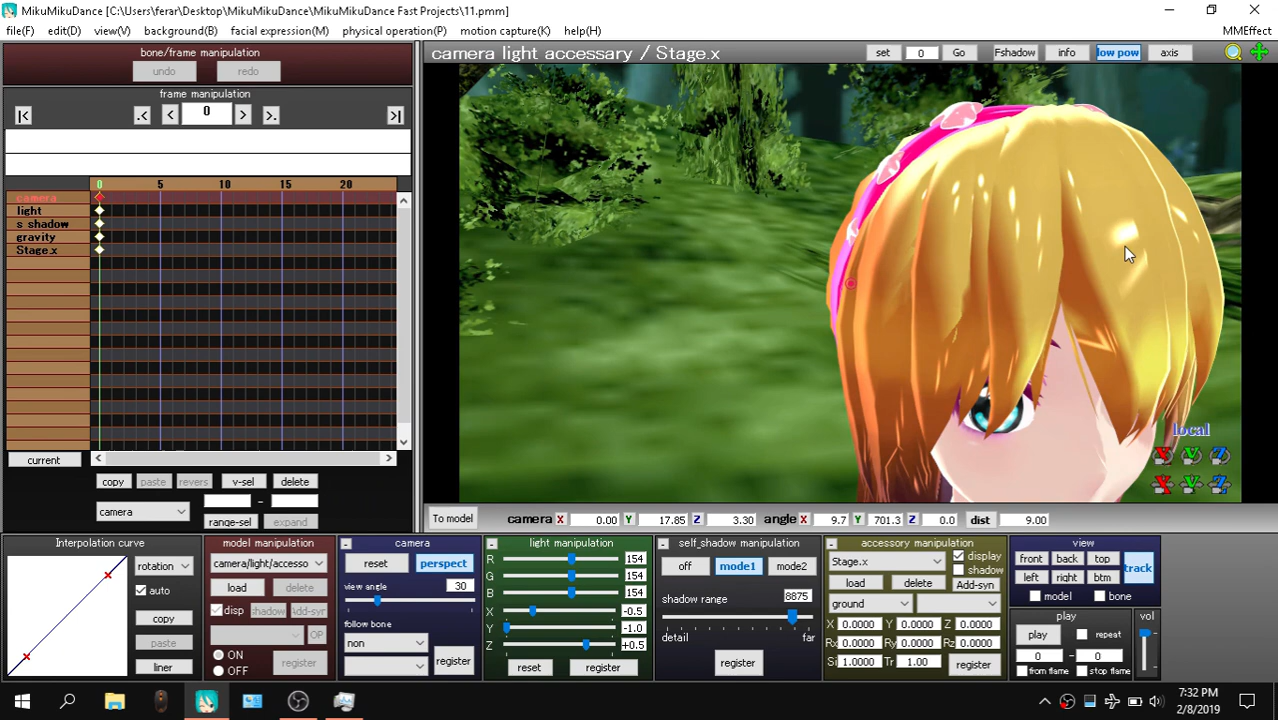 MikuMikuDance [C:\Users\ferar\Desktop\MikuMikuDance\MikuMikuDance Fast Projects\11.pmm]
file(F) edit(D) view(V) background(B) facial expression(M) physical operation(P) motion capture(K) help(H) MMEffect
bone/frame manipulation
undo redo
frame manipulation
|< .< < 0 > >. >|
camera light accessary / Stage.x set 0 Go Fshadow info low pow axis
0 5 10 15 20
camera
light
s shadow
gravity
Stage.x
current
copy paste revers v-sel delete
camera - range-sel expand
local
X Y Z
X Y Z
To model camera X 0.00 Y 17.85 Z 3.30 angle X 9.7 Y 701.3 Z 0.0 dist 9.00
Interpolation curve
rotation
auto
copy
paste
liner
model manipulation
camera/light/accesso
load delete
disp shadow Add-syn
OP
ON
OFF
register
camera
reset perspect
view angle 30
follow bone
non
register
light manipulation
R 154
G 154
B 154
X -0.5
Y -1.0
Z +0.5
reset register
self_shadow manipulation
off mode1 mode2
shadow range 8875
detail far
register
accessory manipulation
Stage.x display
shadow
load delete Add-syn
ground
X 0.0000 Y 0.0000 Z 0.0000
Rx 0.0000 Ry 0.0000 Rz 0.0000
Si 1.0000 Tr 1.00 register
view
front back top
left right btm track
model bone
play
play repeat
0 - 0
from flame stop flame
vol
7:32 PM
2/8/2019